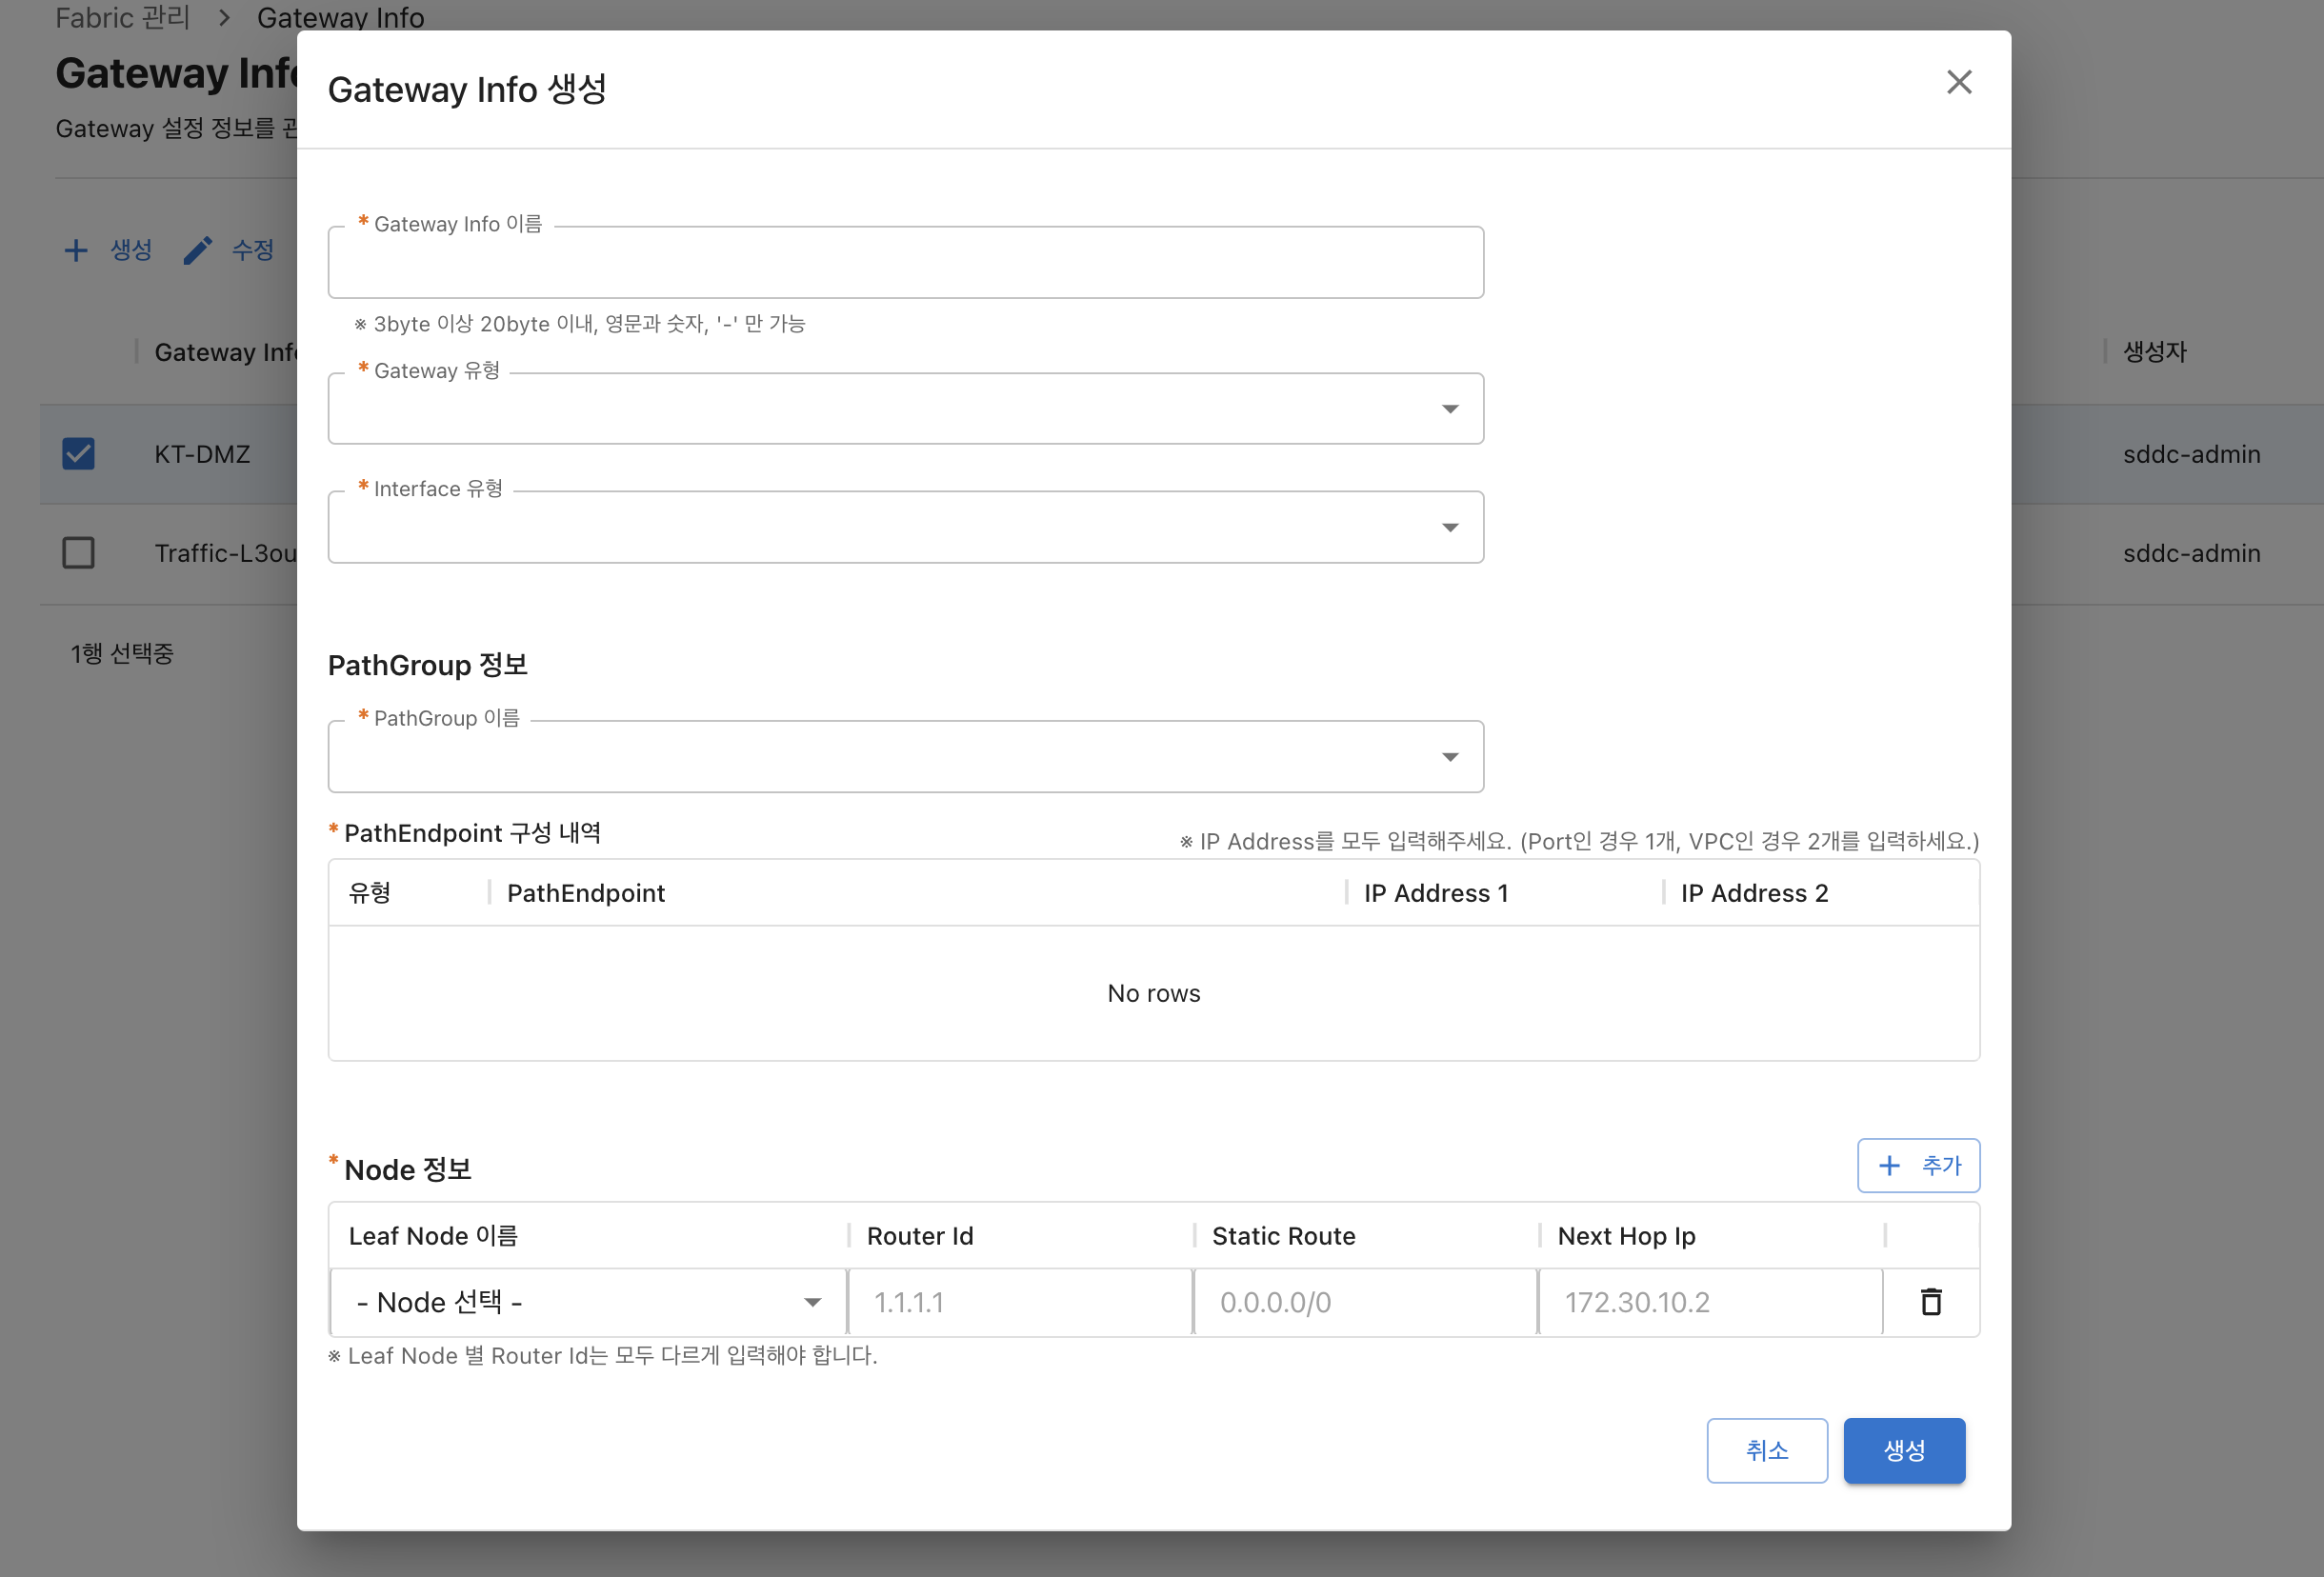 Fabric 관리 > Gateway Info
Gateway Info
Gateway 설정 정보를 관
+ 생성 수정
Gateway Info 생성자
KT-DMZ sddc-admin
Traffic-L3ou sddc-admin
1행 선택중
Gateway Info 생성
* Gateway Info 이름
※ 3byte 이상 20byte 이내, 영문과 숫자, '-' 만 가능
* Gateway 유형
* Interface 유형
PathGroup 정보
* PathGroup 이름
* PathEndpoint 구성 내역
※ IP Address를 모두 입력해주세요. (Port인 경우 1개, VPC인 경우 2개를 입력하세요.)
유형 PathEndpoint IP Address 1 IP Address 2
No rows
* Node 정보
+ 추가
Leaf Node 이름 Router Id Static Route Next Hop Ip
- Node 선택 - 1.1.1.1 0.0.0.0/0 172.30.10.2
※ Leaf Node 별 Router Id는 모두 다르게 입력해야 합니다.
취소 생성